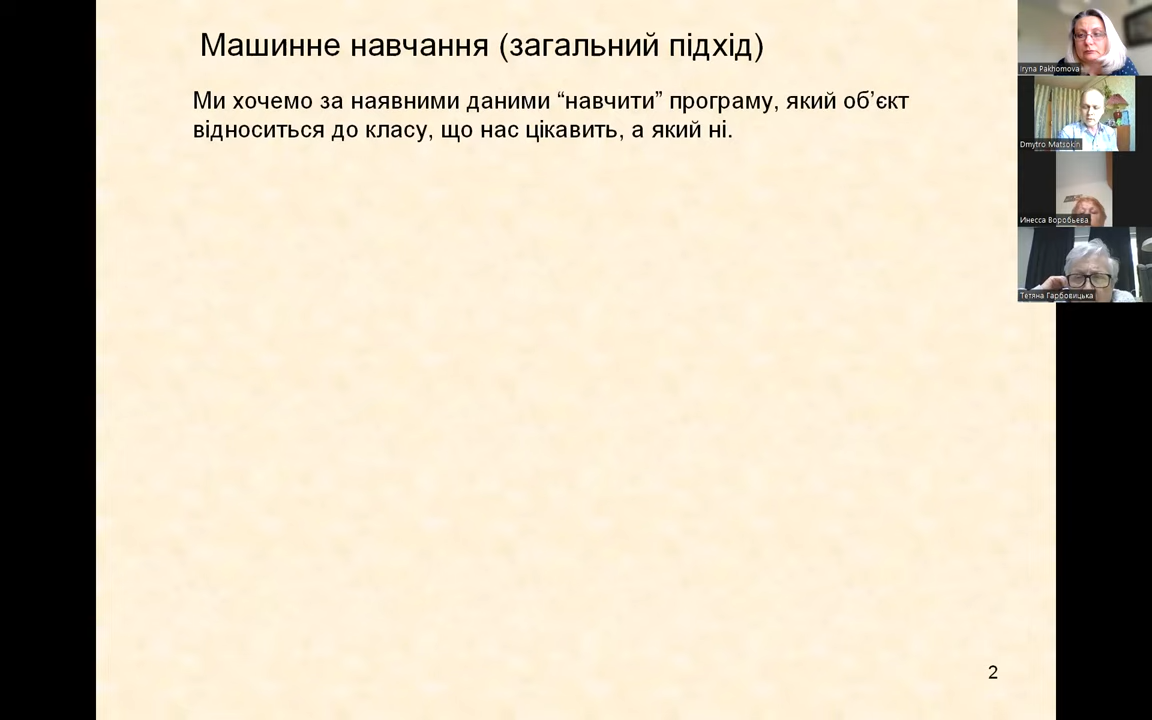 Машинне навчання (загальний підхід)
Ми хочемо за наявними даними “навчити” програму, який об’єкт
відноситься до класу, що нас цікавить, а який ні.
2
Iryna Pakhomova
Dmytro Matsokin
Инесса Воробьева
Тетяна Гарбовицька